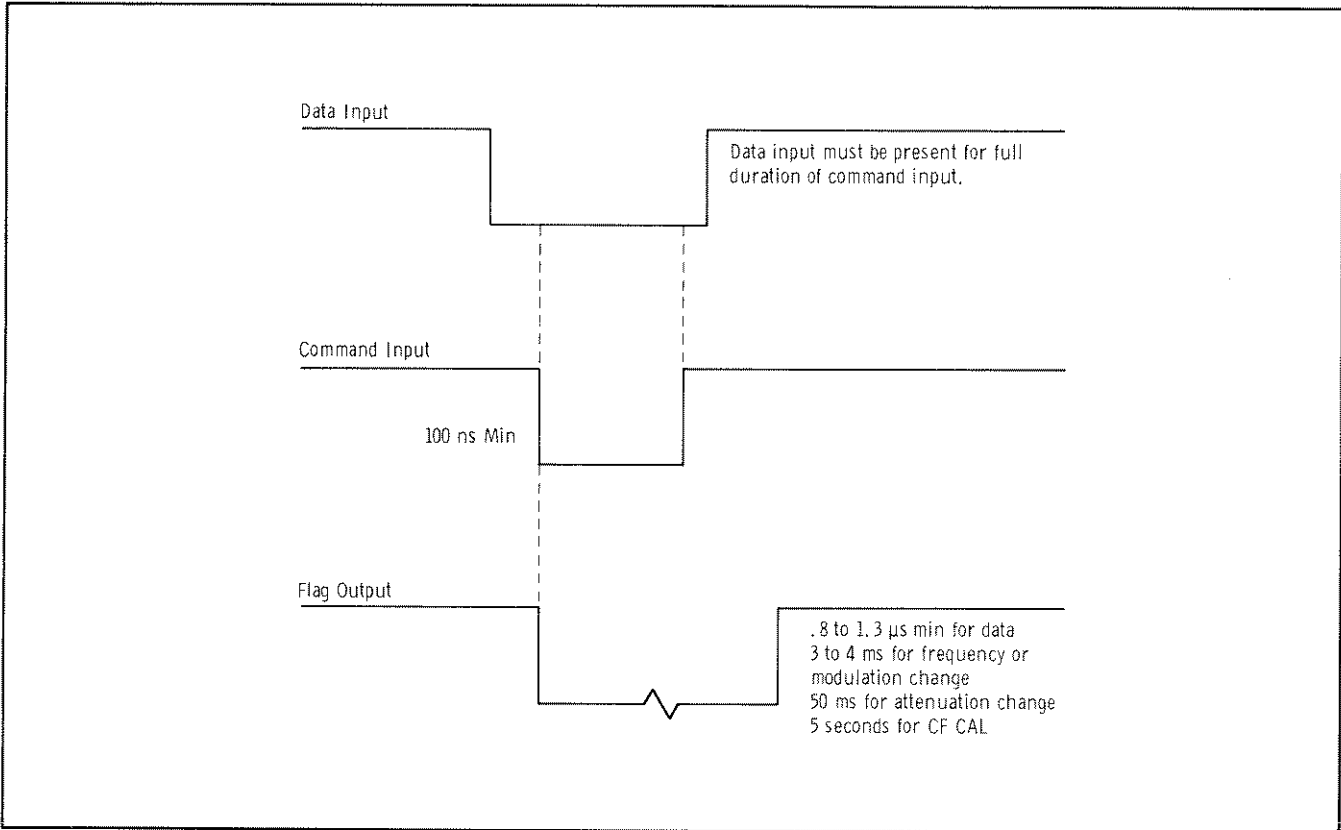 Data Input
Data input must be present for full
duration of command input.
Command Input
100 ns Min
Flag Output
.8 to 1.3 µs min for data
3 to 4 ms for frequency or
modulation change
50 ms for attenuation change
5 seconds for CF CAL